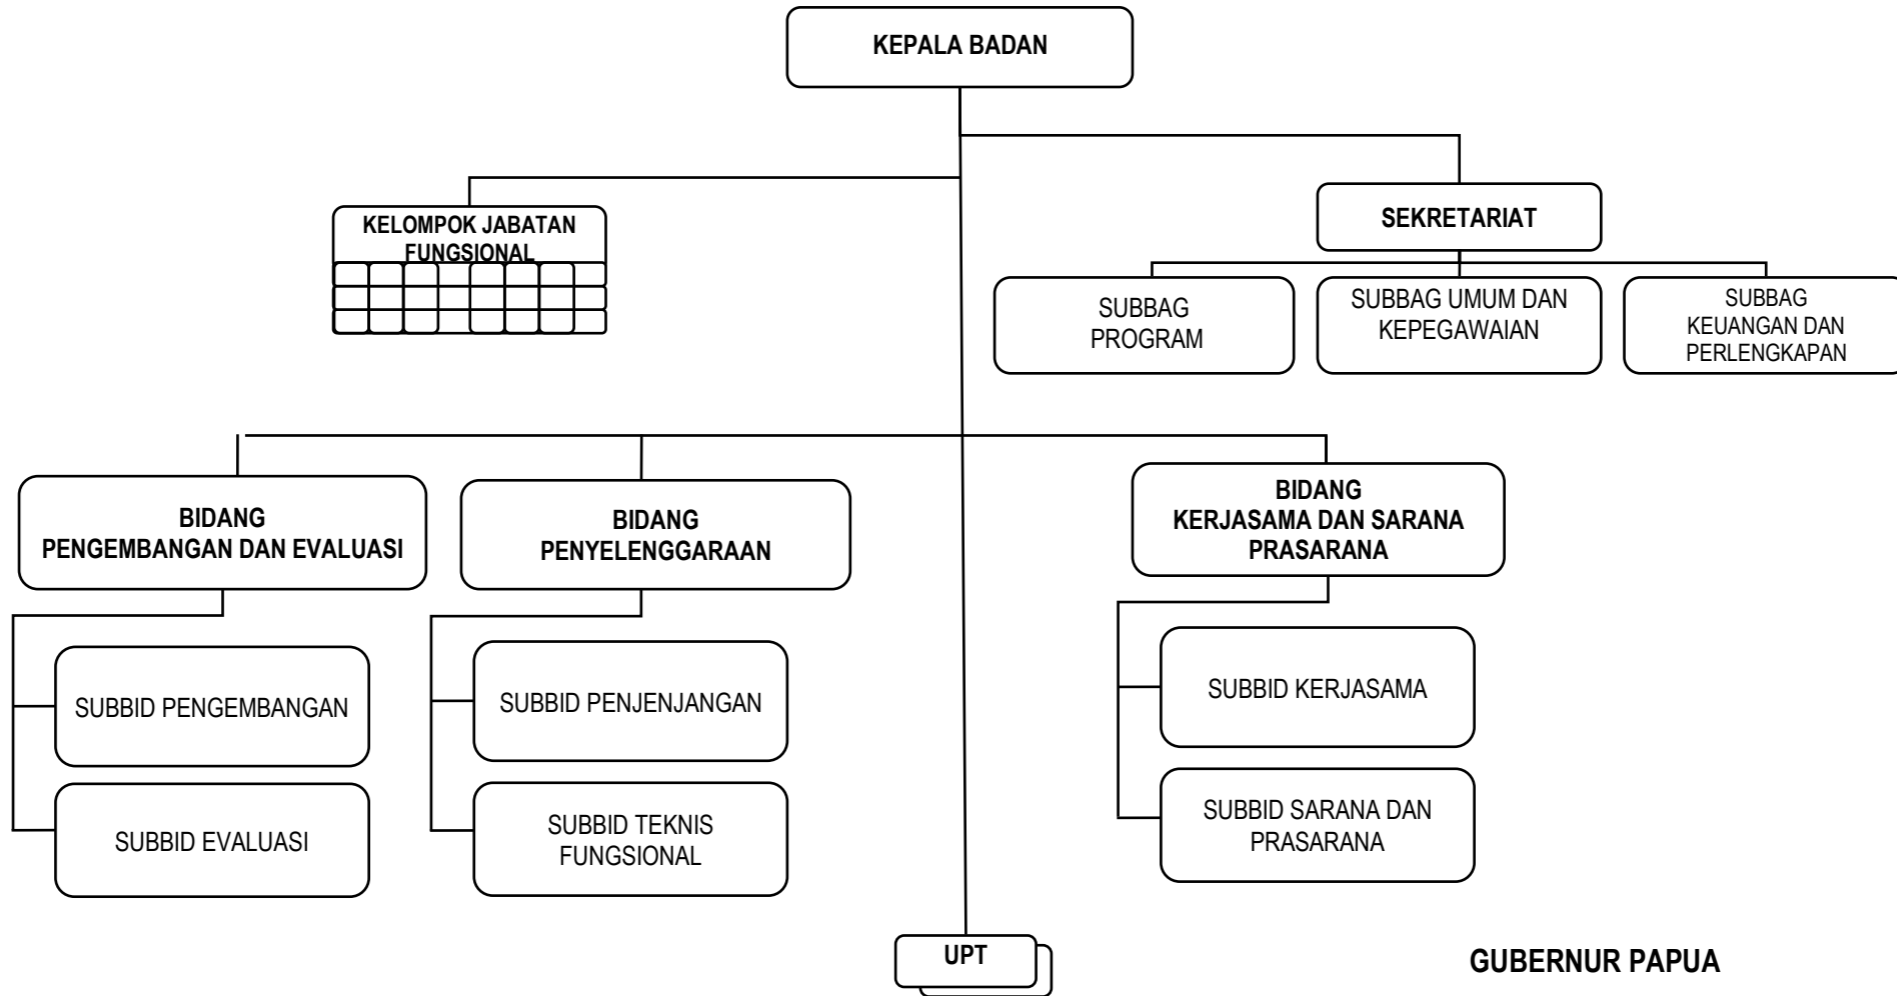 KEPALA BADAN
KELOMPOK JABATAN
FUNGSIONAL
SEKRETARIAT
SUBBAG
PROGRAM
SUBBAG UMUM DAN
KEPEGAWAIAN
SUBBAG
KEUANGAN DAN
PERLENGKAPAN
BIDANG
PENGEMBANGAN DAN EVALUASI
BIDANG
PENYELENGGARAAN
BIDANG
KERJASAMA DAN SARANA
PRASARANA
SUBBID PENGEMBANGAN
SUBBID EVALUASI
SUBBID PENJENJANGAN
SUBBID TEKNIS
FUNGSIONAL
SUBBID KERJASAMA
SUBBID SARANA DAN
PRASARANA
UPT
GUBERNUR PAPUA